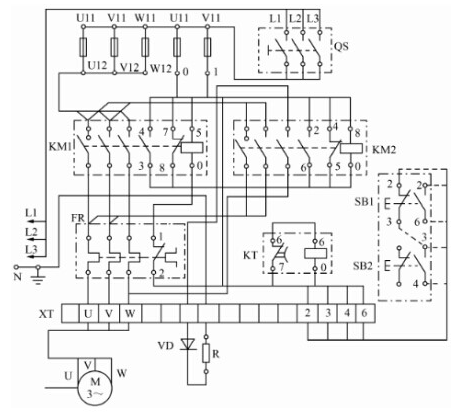 U11 V11 W11 U11 V11
L1 L2 L3
QS
U12 V12 W12 0 1
4 7 5
KM1
3 8 0
2 4 8
KM2
6 5 0
2 2
SB1
3 6
3
SB2
4
L1
L2
L3
N
FR
1
2
6 6
KT
7 0
XT U V W 2 3 4 6
VD R
U V W
M
3~